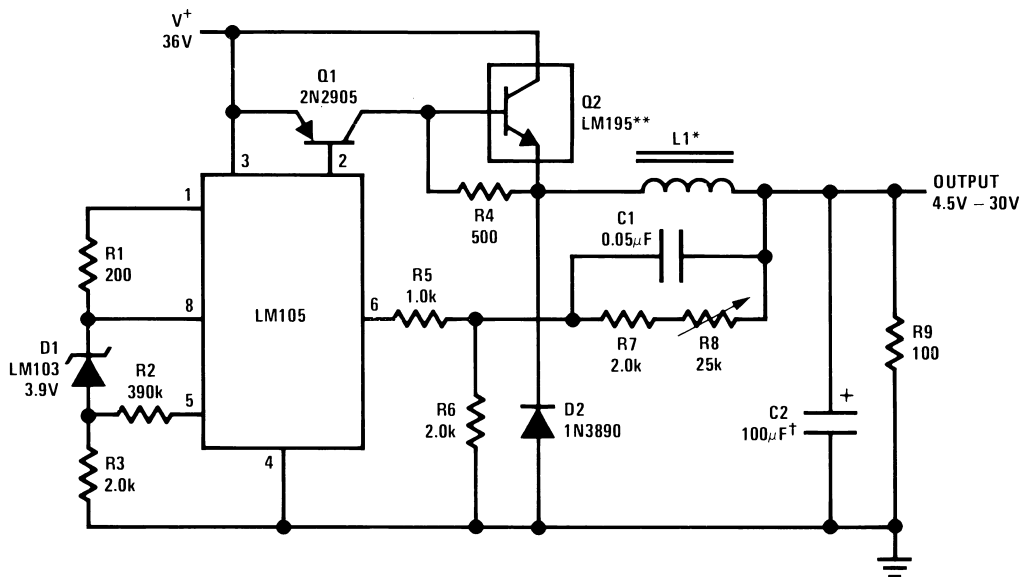 V+
36V
Q1
2N2905
Q2
LM195**
L1*
OUTPUT
4.5V – 30V
3
2
1
R4
500
C1
0.05μF
R1
200
R5
1.0k
8
LM105
6
R7
2.0k
R8
25k
R9
100
D1
LM103
3.9V
R2
390k
5
R6
2.0k
D2
1N3890
+
C2
100μF†
R3
2.0k
4